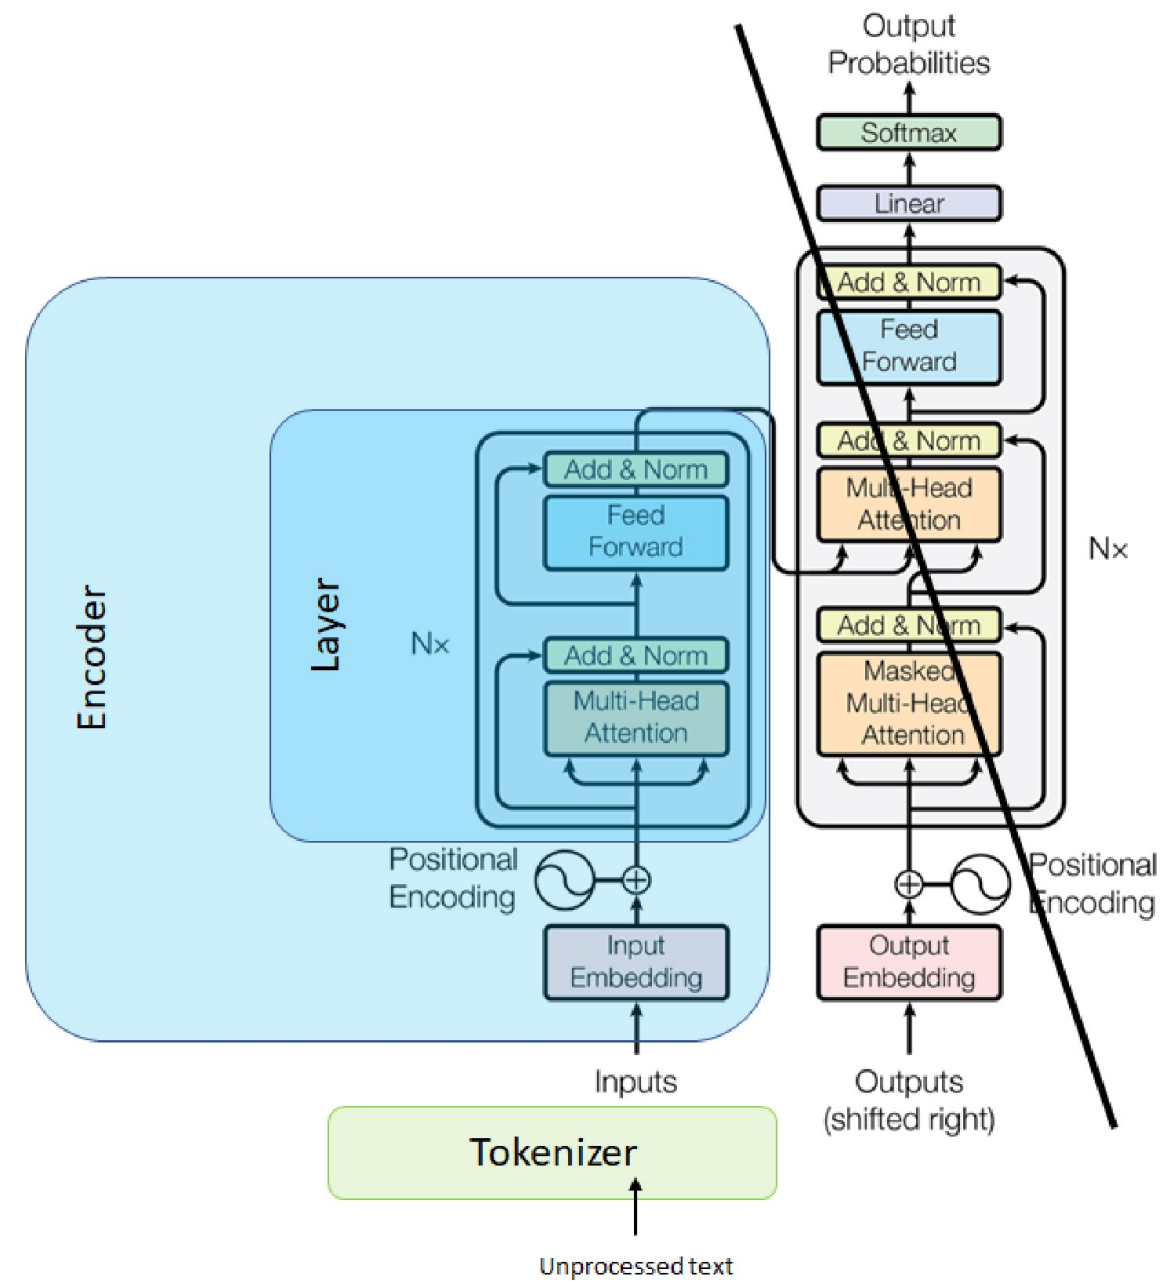 Output
Probabilities
Softmax
Linear
Add & Norm
Feed
Forward
Add & Norm
Multi-Head
Attention
Nx
Add & Norm
Masked
Multi-Head
Attention
Positional
Encoding
Output
Embedding
Outputs
(shifted right)
Encoder
Layer
Nx
Add & Norm
Feed
Forward
Add & Norm
Multi-Head
Attention
Positional
Encoding
Input
Embedding
Inputs
Tokenizer
Unprocessed text